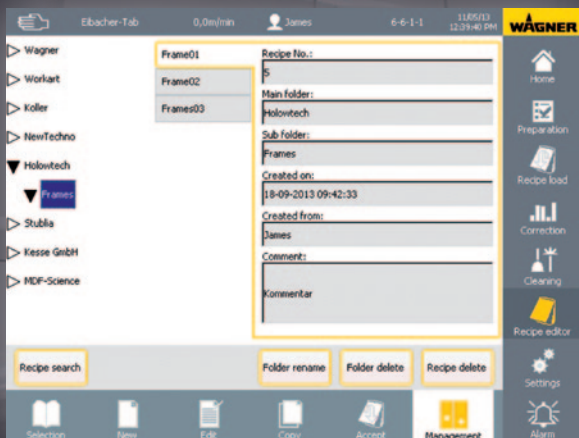 Eibacher-Tab
0,0m/min
James
6-6-1-1
11/05/13
12:39:40 PM
WAGNER
Wagner
Workart
Koller
NewTechno
Holowtech
Frames
Stublia
Kesse GmbH
MDF-Science
Frame01
Frame02
Frames03
Recipe No.:
5
Main folder:
Holowtech
Sub folder:
Frames
Created on:
18-09-2013 09:42:33
Created from:
James
Comment:
Kommentar
Home
Preparation
Recipe load
Correction
Cleaning
Recipe editor
Settings
Alarm
Recipe search
Folder rename
Folder delete
Recipe delete
Selection
New
Edit
Copy
Accept
Management